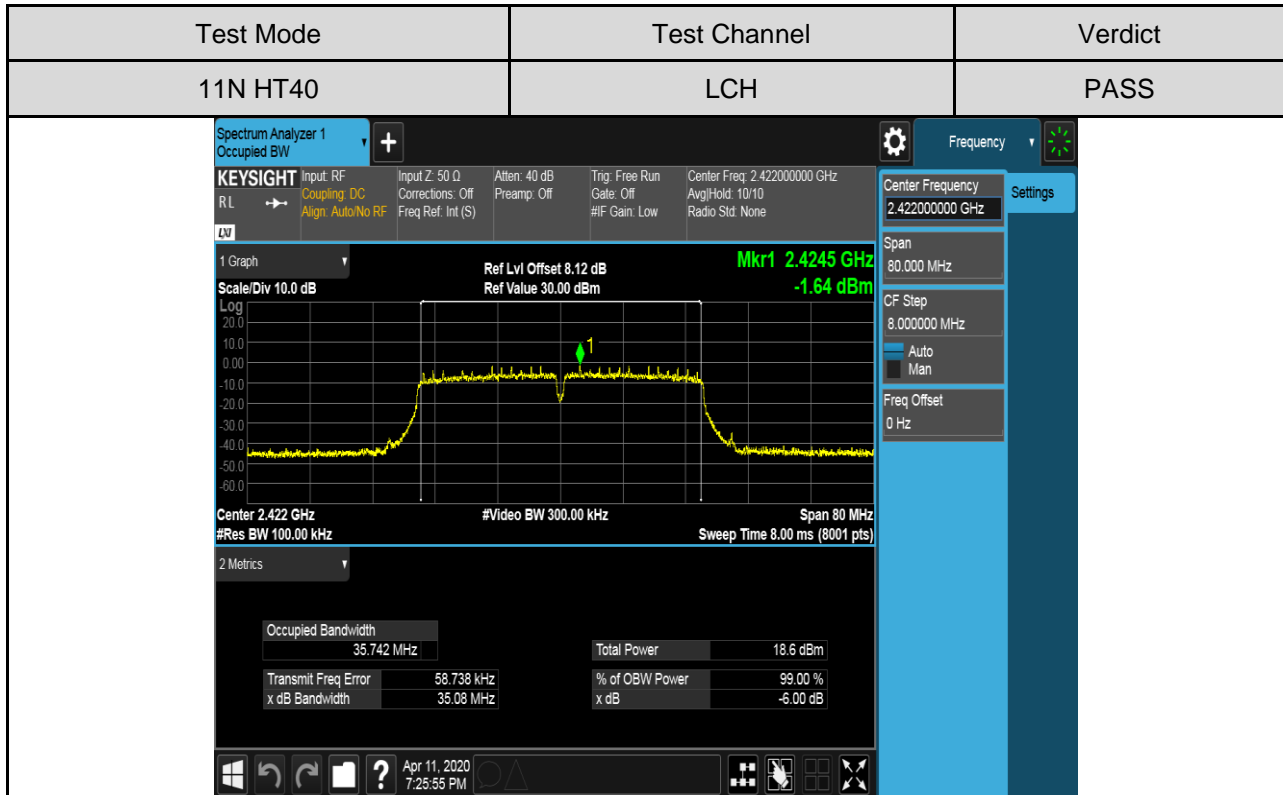 Test Mode Test Channel Verdict
11N HT40 LCH PASS
Spectrum Analyzer 1
Occupied BW
+
Frequency
KEYSIGHT
RL
LXI
Input: RF
Coupling: DC
Align: Auto/No RF
Input Z: 50 Ω
Corrections: Off
Freq Ref: Int (S)
Atten: 40 dB
Preamp: Off
Trig: Free Run
Gate: Off
#IF Gain: Low
Center Freq: 2.422000000 GHz
Avg|Hold: 10/10
Radio Std: None
Center Frequency
2.422000000 GHz
Settings
Span
80.000 MHz
CF Step
8.000000 MHz
Auto
Man
Freq Offset
0 Hz
1 Graph
Scale/Div 10.0 dB
Ref Lvl Offset 8.12 dB
Ref Value 30.00 dBm
Mkr1 2.4245 GHz
-1.64 dBm
Log
20.0
10.0
0.00
-10.0
-20.0
-30.0
-40.0
-50.0
-60.0
1
Center 2.422 GHz
#Res BW 100.00 kHz
#Video BW 300.00 kHz
Span 80 MHz
Sweep Time 8.00 ms (8001 pts)
2 Metrics
Occupied Bandwidth
35.742 MHz
Total Power 18.6 dBm
Transmit Freq Error 58.738 kHz
% of OBW Power 99.00 %
x dB Bandwidth 35.08 MHz
x dB -6.00 dB
?
Apr 11, 2020
7:25:55 PM